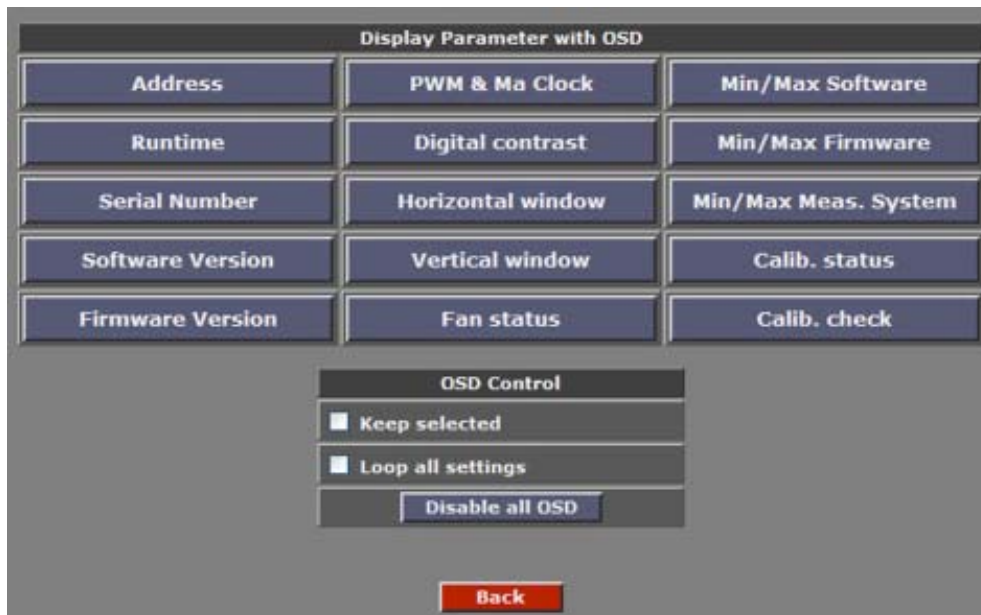 Display Parameter with OSD
Address PWM & Ma Clock Min/Max Software
Runtime Digital contrast Min/Max Firmware
Serial Number Horizontal window Min/Max Meas. System
Software Version Vertical window Calib. status
Firmware Version Fan status Calib. check
OSD Control
Keep selected
Loop all settings
Disable all OSD
Back